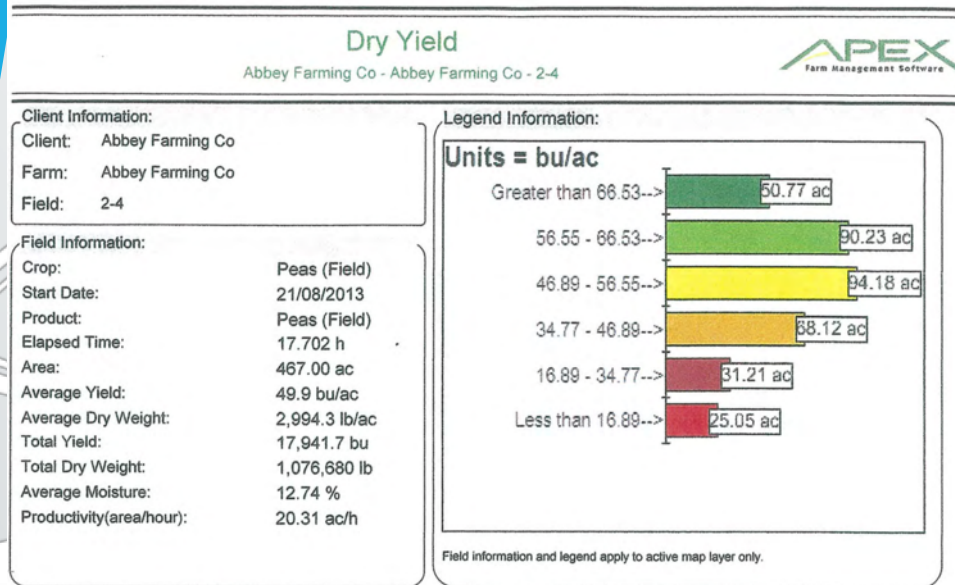 Dry Yield
Abbey Farming Co - Abbey Farming Co - 2-4
APEX
Farm Management Software
Client Information:
Client: Abbey Farming Co
Farm: Abbey Farming Co
Field: 2-4
Field Information:
Crop: Peas (Field)
Start Date: 21/08/2013
Product: Peas (Field)
Elapsed Time: 17.702 h
Area: 467.00 ac
Average Yield: 49.9 bu/ac
Average Dry Weight: 2,994.3 lb/ac
Total Yield: 17,941.7 bu
Total Dry Weight: 1,076,680 lb
Average Moisture: 12.74 %
Productivity(area/hour): 20.31 ac/h
Legend Information:
Units = bu/ac
Greater than 66.53--> 50.77 ac
56.55 - 66.53--> 90.23 ac
46.89 - 56.55--> 94.18 ac
34.77 - 46.89--> 68.12 ac
16.89 - 34.77--> 31.21 ac
Less than 16.89--> 25.05 ac
Field information and legend apply to active map layer only.